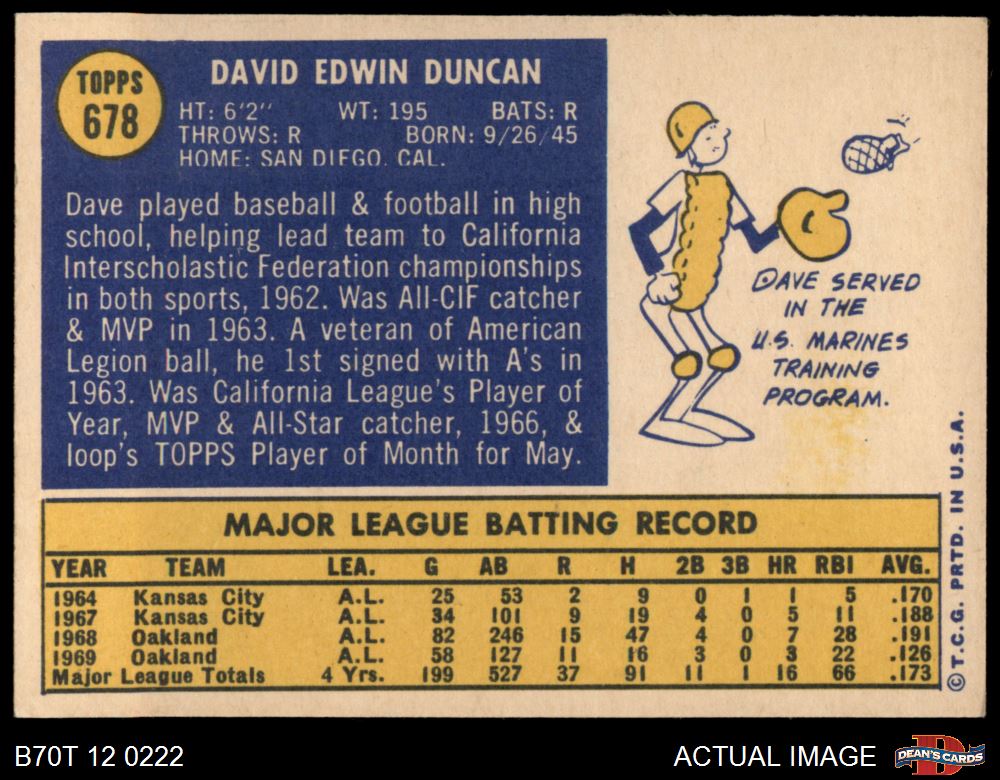 TOPPS
678
DAVID EDWIN DUNCAN
HT: 6'2" WT: 195 BATS: R
THROWS: R BORN: 9/26/45
HOME: SAN DIEGO, CAL.
Dave played baseball & football in high
school, helping lead team to California
Interscholastic Federation championships
in both sports, 1962. Was All-CIF catcher
& MVP in 1963. A veteran of American
Legion ball, he 1st signed with A's in
1963. Was California League's Player of
Year, MVP & All-Star catcher, 1966, &
loop's TOPPS Player of Month for May.
DAVE SERVED
IN THE
U.S. MARINES
TRAINING
PROGRAM.
MAJOR LEAGUE BATTING RECORD
YEAR TEAM LEA. G AB R H 2B 3B HR RBI AVG.
1964 Kansas City A.L. 25 53 2 9 0 1 1 5 .170
1967 Kansas City A.L. 34 101 9 19 4 0 5 11 .188
1968 Oakland A.L. 82 246 15 47 4 0 7 28 .191
1969 Oakland A.L. 58 127 11 16 3 0 3 22 .126
Major League Totals 4 Yrs. 199 527 37 91 11 1 16 66 .173
© T.C.G. PRTD. IN U.S.A.
B70T 12 0222
ACTUAL IMAGE
DEAN'S CARDS